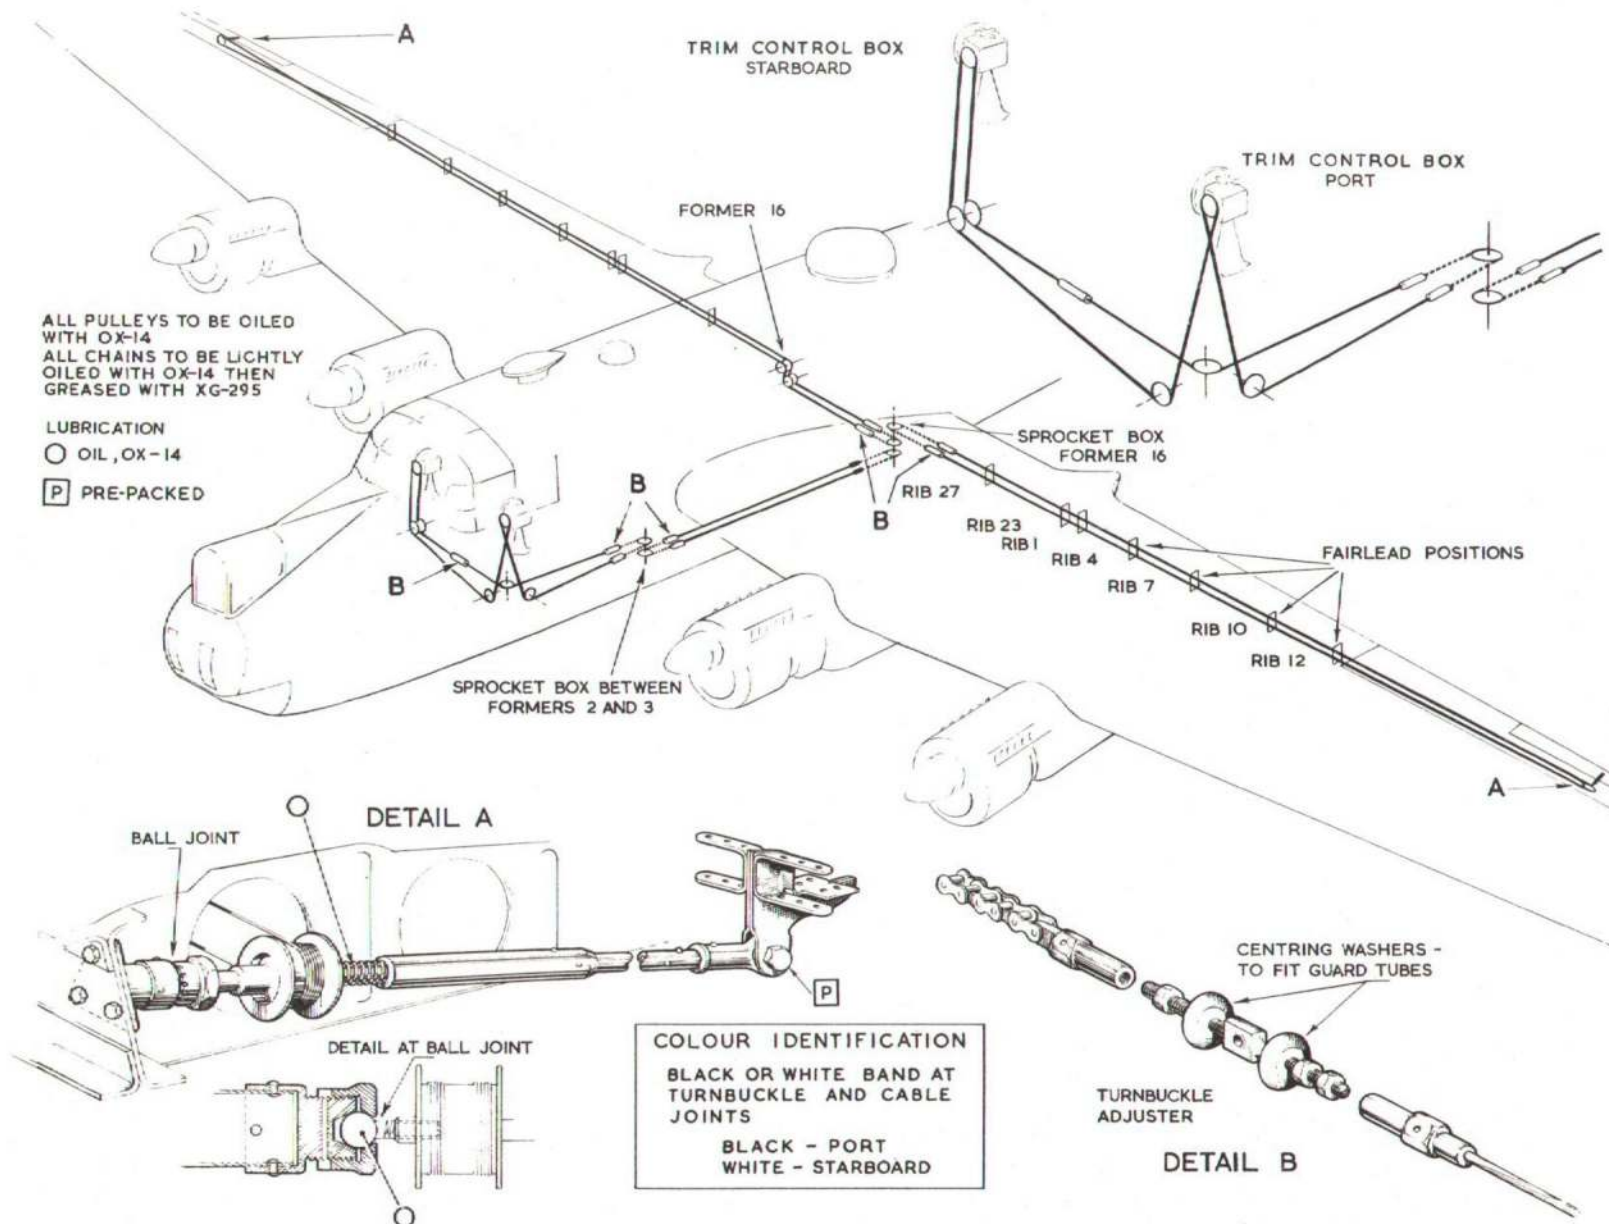 A
TRIM CONTROL BOX
STARBOARD
TRIM CONTROL BOX
PORT
FORMER 16
ALL PULLEYS TO BE OILED
WITH OX-14
ALL CHAINS TO BE LIGHTLY
OILED WITH OX-14 THEN
GREASED WITH XG-295
LUBRICATION
OIL, OX-14
P PRE-PACKED
SPROCKET BOX
FORMER 16
B
B
B
RIB 27
RIB 23
RIB 1
RIB 4
RIB 7
RIB 10
RIB 12
FAIRLEAD POSITIONS
SPROCKET BOX BETWEEN
FORMERS 2 AND 3
A
DETAIL A
BALL JOINT
P
DETAIL AT BALL JOINT
COLOUR IDENTIFICATION
BLACK OR WHITE BAND AT
TURNBUCKLE AND CABLE
JOINTS
BLACK - PORT
WHITE - STARBOARD
CENTRING WASHERS -
TO FIT GUARD TUBES
TURNBUCKLE
ADJUSTER
DETAIL B